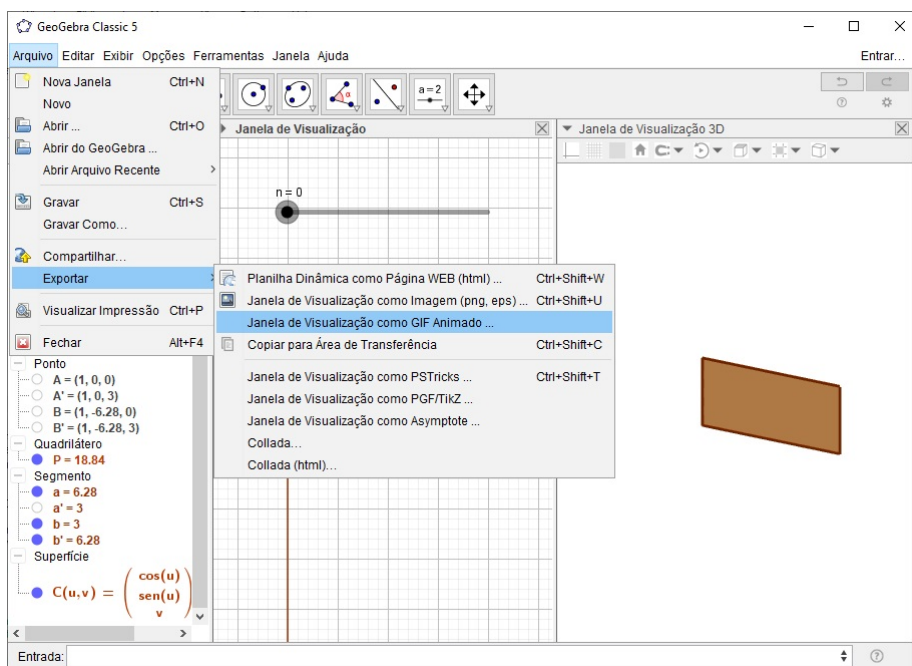 GeoGebra Classic 5
Arquivo Editar Exibir Opções Ferramentas Janela Ajuda
Entrar...
Nova Janela Ctrl+N
Novo
Abrir ... Ctrl+O
Abrir do GeoGebra ...
Abrir Arquivo Recente
Gravar Ctrl+S
Gravar Como...
Compartilhar...
Exportar
Visualizar Impressão Ctrl+P
Fechar Alt+F4
a=2
Janela de Visualização
n = 0
Janela de Visualização 3D
Planilha Dinâmica como Página WEB (html) ... Ctrl+Shift+W
Janela de Visualização como Imagem (png, eps) ... Ctrl+Shift+U
Janela de Visualização como GIF Animado ...
Copiar para Área de Transferência Ctrl+Shift+C
Janela de Visualização como PSTricks ... Ctrl+Shift+T
Janela de Visualização como PGF/TikZ ...
Janela de Visualização como Asymptote ...
Collada...
Collada (html)...
Ponto
A = (1, 0, 0)
A' = (1, 0, 3)
B = (1, -6.28, 0)
B' = (1, -6.28, 3)
Quadrilátero
P = 18.84
Segmento
a = 6.28
a' = 3
b = 3
b' = 6.28
Superfície
C(u,v) = ( cos(u)
sen(u)
v )
Entrada: